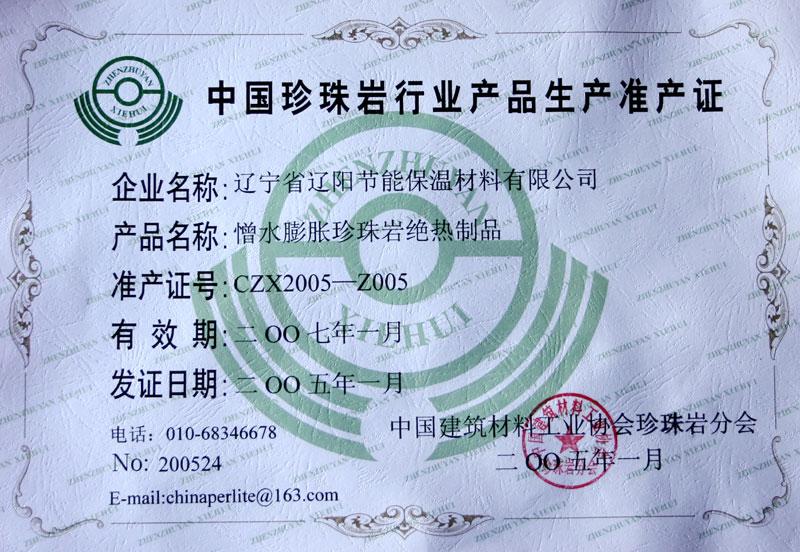 ZHENZHUYAN
XIEHUI
中国珍珠岩行业产品生产准产证
企业名称: 辽宁省辽阳节能保温材料有限公司
产品名称: 憎水膨胀珍珠岩绝热制品
准产证号: CZX2005—Z005
有效期: 二OO七年一月
发证日期: 二OO五年一月
ZHENZHUYAN
XIEHUI
电话: 010-68346678
No: 200524
E-mail:chinaperlite@163.com
中国建筑材料工业协会珍珠岩分会
二OO五年一月